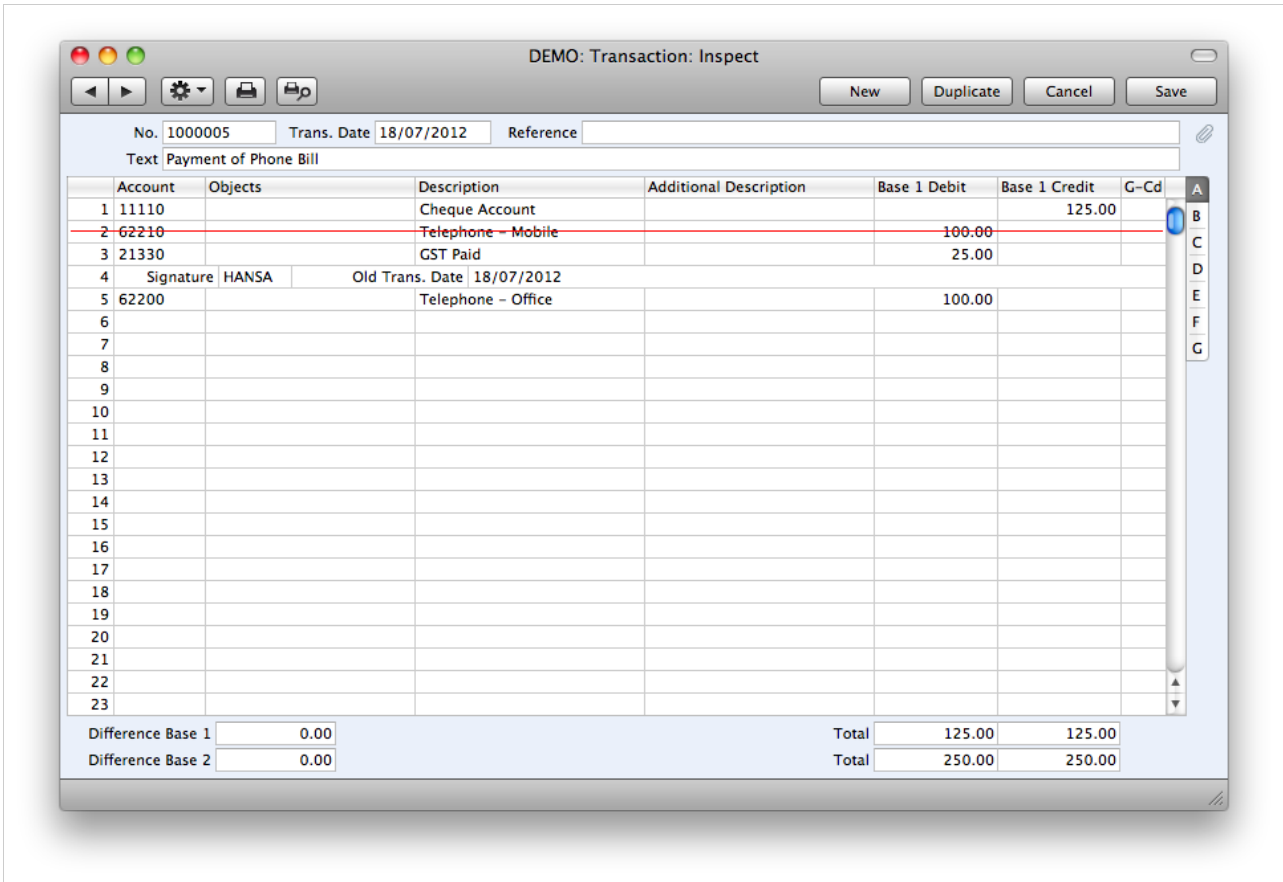 DEMO: Transaction: Inspect
New Duplicate Cancel Save
No. 1000005 Trans. Date 18/07/2012 Reference
Text Payment of Phone Bill
Account Objects Description Additional Description Base 1 Debit Base 1 Credit G-Cd A
1 11110 Cheque Account 125.00
B
2 62210 Telephone – Mobile 100.00
C
3 21330 GST Paid 25.00
D
4 Signature HANSA Old Trans. Date 18/07/2012
E
5 62200 Telephone – Office 100.00
6 F
7 G
8
9
10
11
12
13
14
15
16
17
18
19
20
21
22
23
Difference Base 1 0.00 Total 125.00 125.00
Difference Base 2 0.00 Total 250.00 250.00